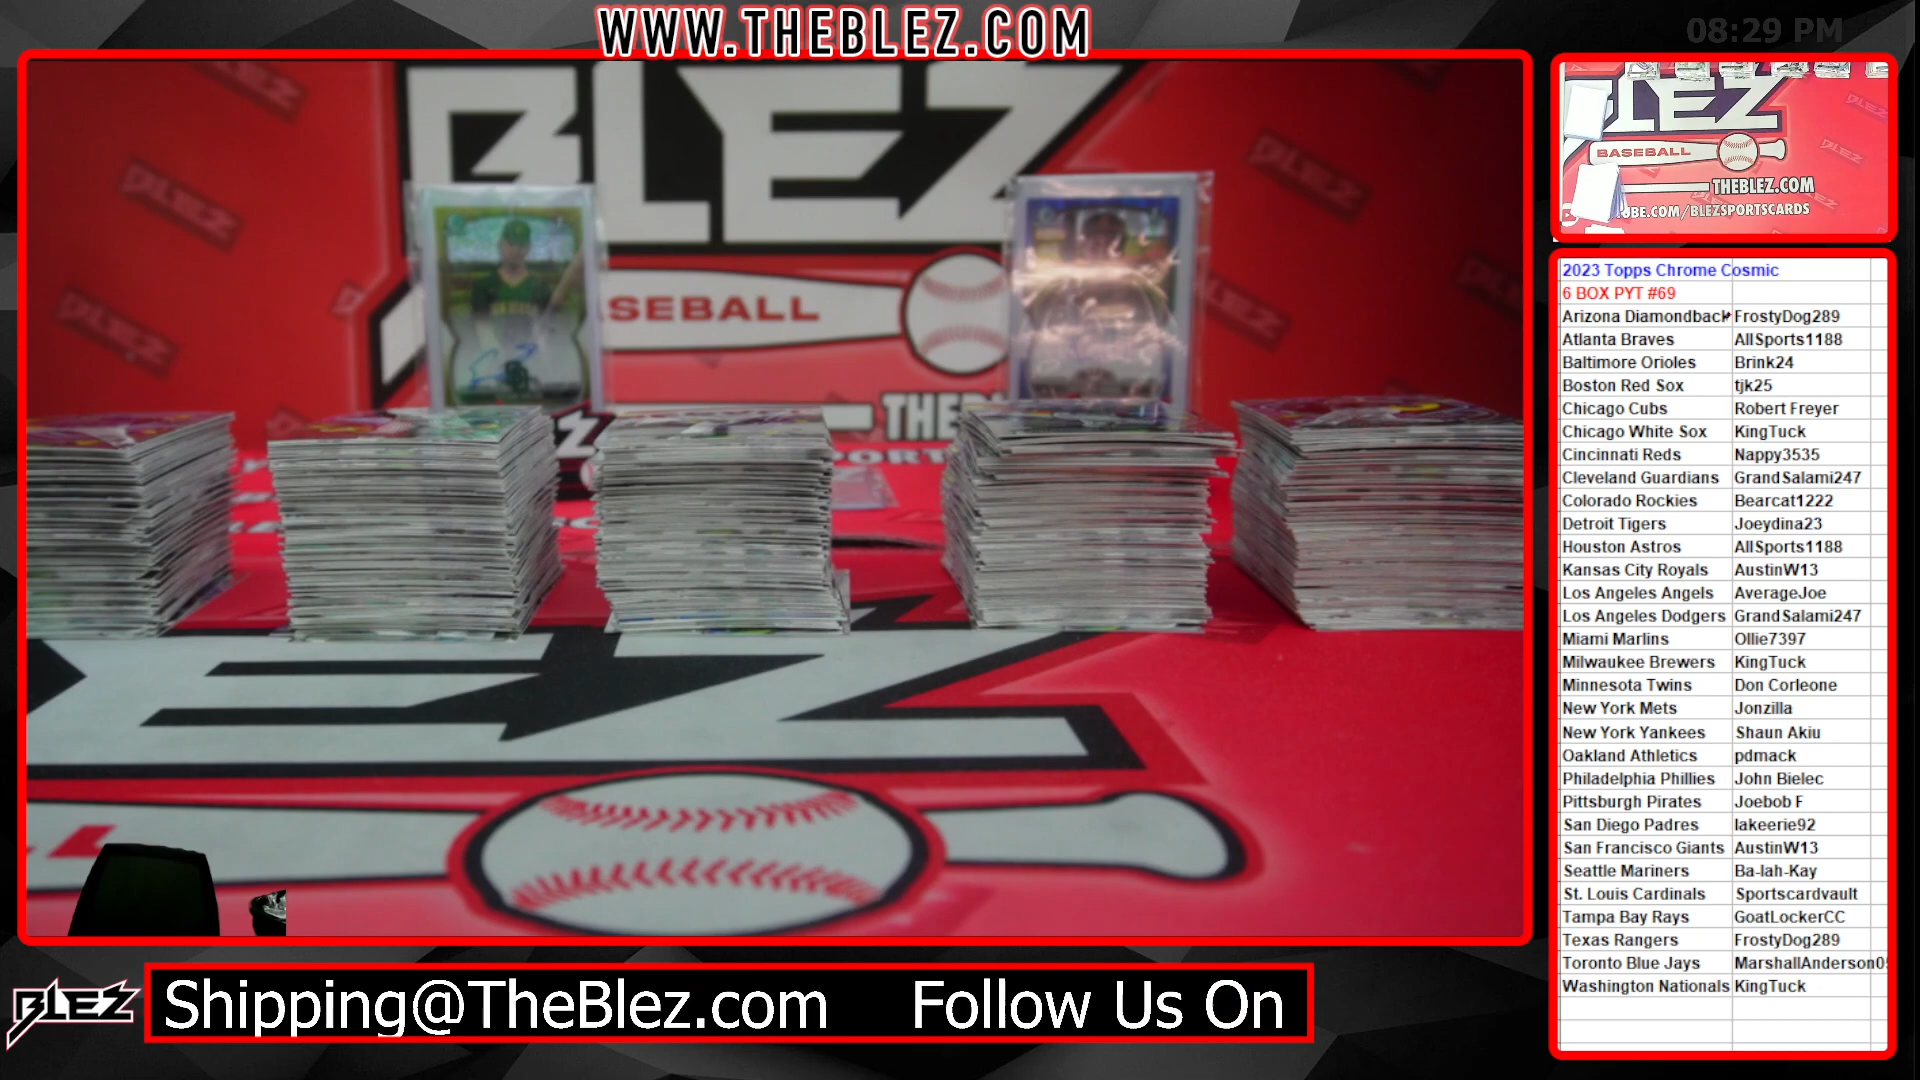 WWW.THEBLEZ.COM
08:29 PM
BLEZ
BASEBALL
THEBLEZ.COM
UBE.COM/BLEZSPORTSCARDS
BLEZ
SEBALL
THE
PORT
2023 Topps Chrome Cosmic
6 BOX PYT #69
Arizona Diamondback FrostyDog289
Atlanta Braves AllSports1188
Baltimore Orioles Brink24
Boston Red Sox tjk25
Chicago Cubs Robert Freyer
Chicago White Sox KingTuck
Cincinnati Reds Nappy3535
Cleveland Guardians GrandSalami247
Colorado Rockies Bearcat1222
Detroit Tigers Joeydina23
Houston Astros AllSports1188
Kansas City Royals AustinW13
Los Angeles Angels AverageJoe
Los Angeles Dodgers GrandSalami247
Miami Marlins Ollie7397
Milwaukee Brewers KingTuck
Minnesota Twins Don Corleone
New York Mets Jonzilla
New York Yankees Shaun Akiu
Oakland Athletics pdmack
Philadelphia Phillies John Bielec
Pittsburgh Pirates Joebob F
San Diego Padres lakeerie92
San Francisco Giants AustinW13
Seattle Mariners Ba-lah-Kay
St. Louis Cardinals Sportscardvault
Tampa Bay Rays GoatLockerCC
Texas Rangers FrostyDog289
Toronto Blue Jays MarshallAnderson0
Washington Nationals KingTuck
BLEZ
Shipping@TheBlez.com Follow Us On